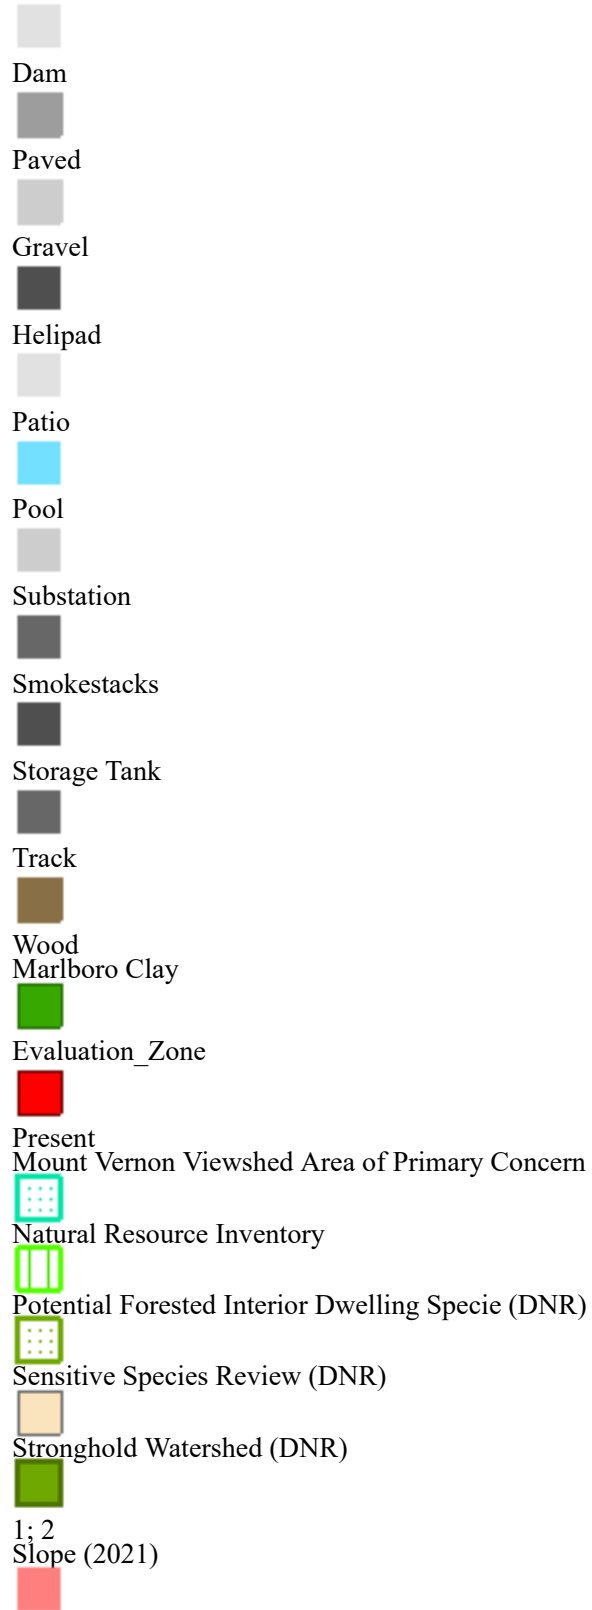 Dam
Paved
Gravel
Helipad
Patio
Pool
Substation
Smokestacks
Storage Tank
Track
Wood
Marlboro Clay
Evaluation_Zone
Present
Mount Vernon Viewshed Area of Primary Concern
Natural Resource Inventory
Potential Forested Interior Dwelling Specie (DNR)
Sensitive Species Review (DNR)
Stronghold Watershed (DNR)
1; 2
Slope (2021)